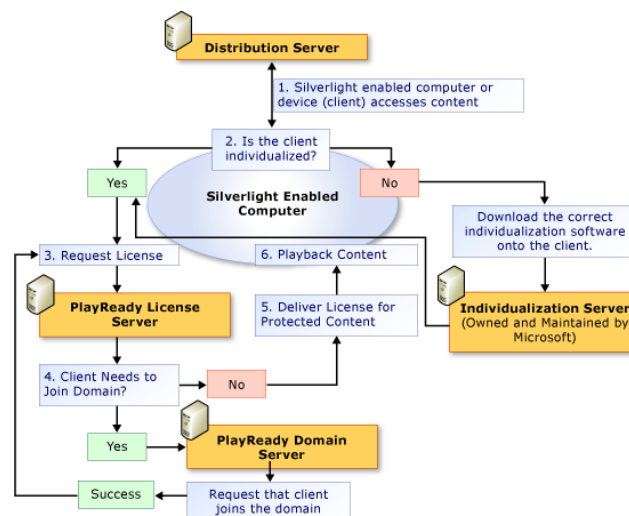 Distribution Server
1. Silverlight enabled computer or
device (client) accesses content
2. Is the client
individualized?
Yes
No
Silverlight Enabled
Computer
Download the correct
individualization software
onto the client.
3. Request License
6. Playback Content
PlayReady License
Server
5. Deliver License for
Protected Content
Individualization Server
(Owned and Maintained by
Microsoft)
4. Client Needs to
Join Domain?
No
Yes
PlayReady Domain
Server
Success
Request that client
joins the domain